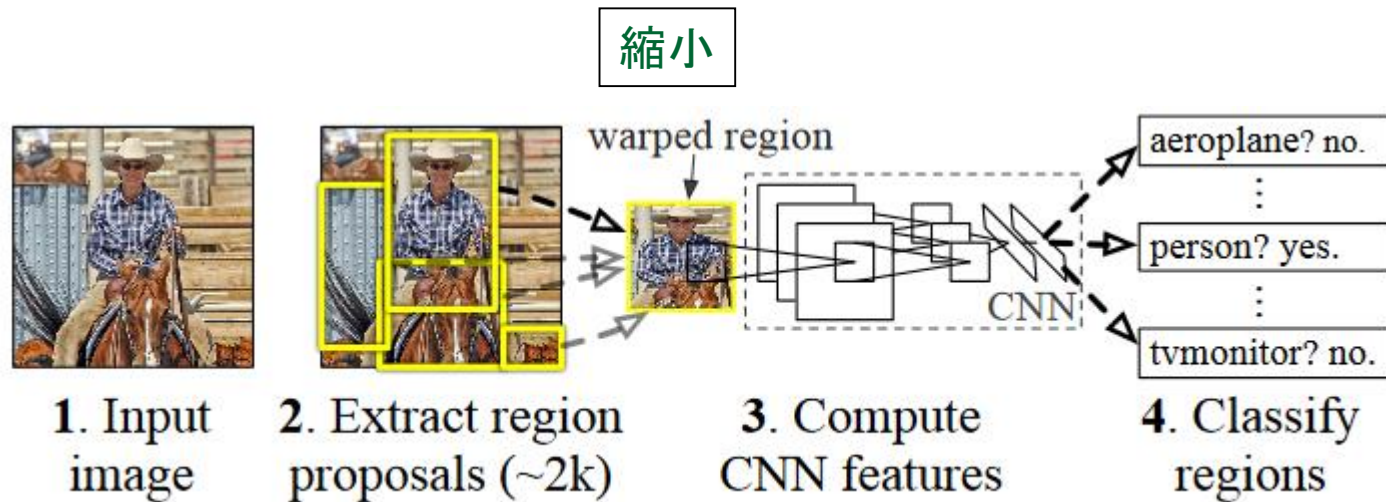 縮小
warped region
aeroplane? no.
⋮
person? yes.
⋮
tvmonitor? no.
CNN
1. Input
image
2. Extract region
proposals (~2k)
3. Compute
CNN features
4. Classify
regions